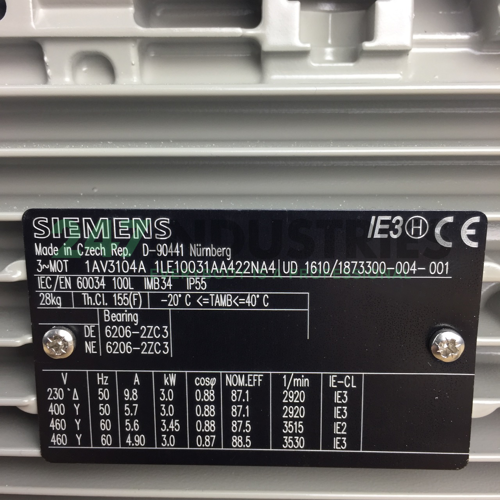 SIEMENS IE3 H CE
Made in Czech Rep. D-90441 Nürnberg
3~MOT 1AV3104A 1LE10031AA422NA4 UD 1610/1873300-004-001
IEC/EN 60034 100L IMB34 IP55
28kg Th.Cl. 155(F) -20°C <=TAMB<=40°C
Bearing
DE 6206-2ZC3
NE 6206-2ZC3
V Hz A kW cosφ NOM.EFF 1/min IE-CL
230 Δ 50 9.8 3.0 0.88 87.1 2920 IE3
400 Y 50 5.7 3.0 0.88 87.1 2920 IE3
460 Y 60 5.6 3.45 0.88 87.5 3515 IE2
460 Y 60 4.90 3.0 0.87 88.5 3530 IE3